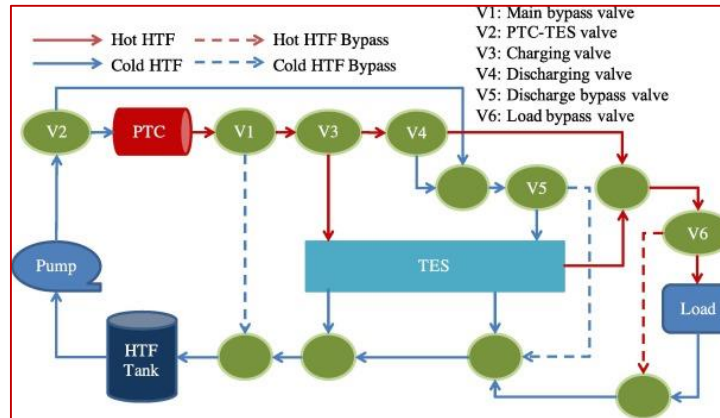 V1: Main bypass valve
V2: PTC-TES valve
V3: Charging valve
V4: Discharging valve
V5: Discharge bypass valve
V6: Load bypass valve
Hot HTF
Hot HTF Bypass
Cold HTF
Cold HTF Bypass
V2
PTC
V1
V3
V4
V5
V6
Pump
TES
Load
HTF
Tank